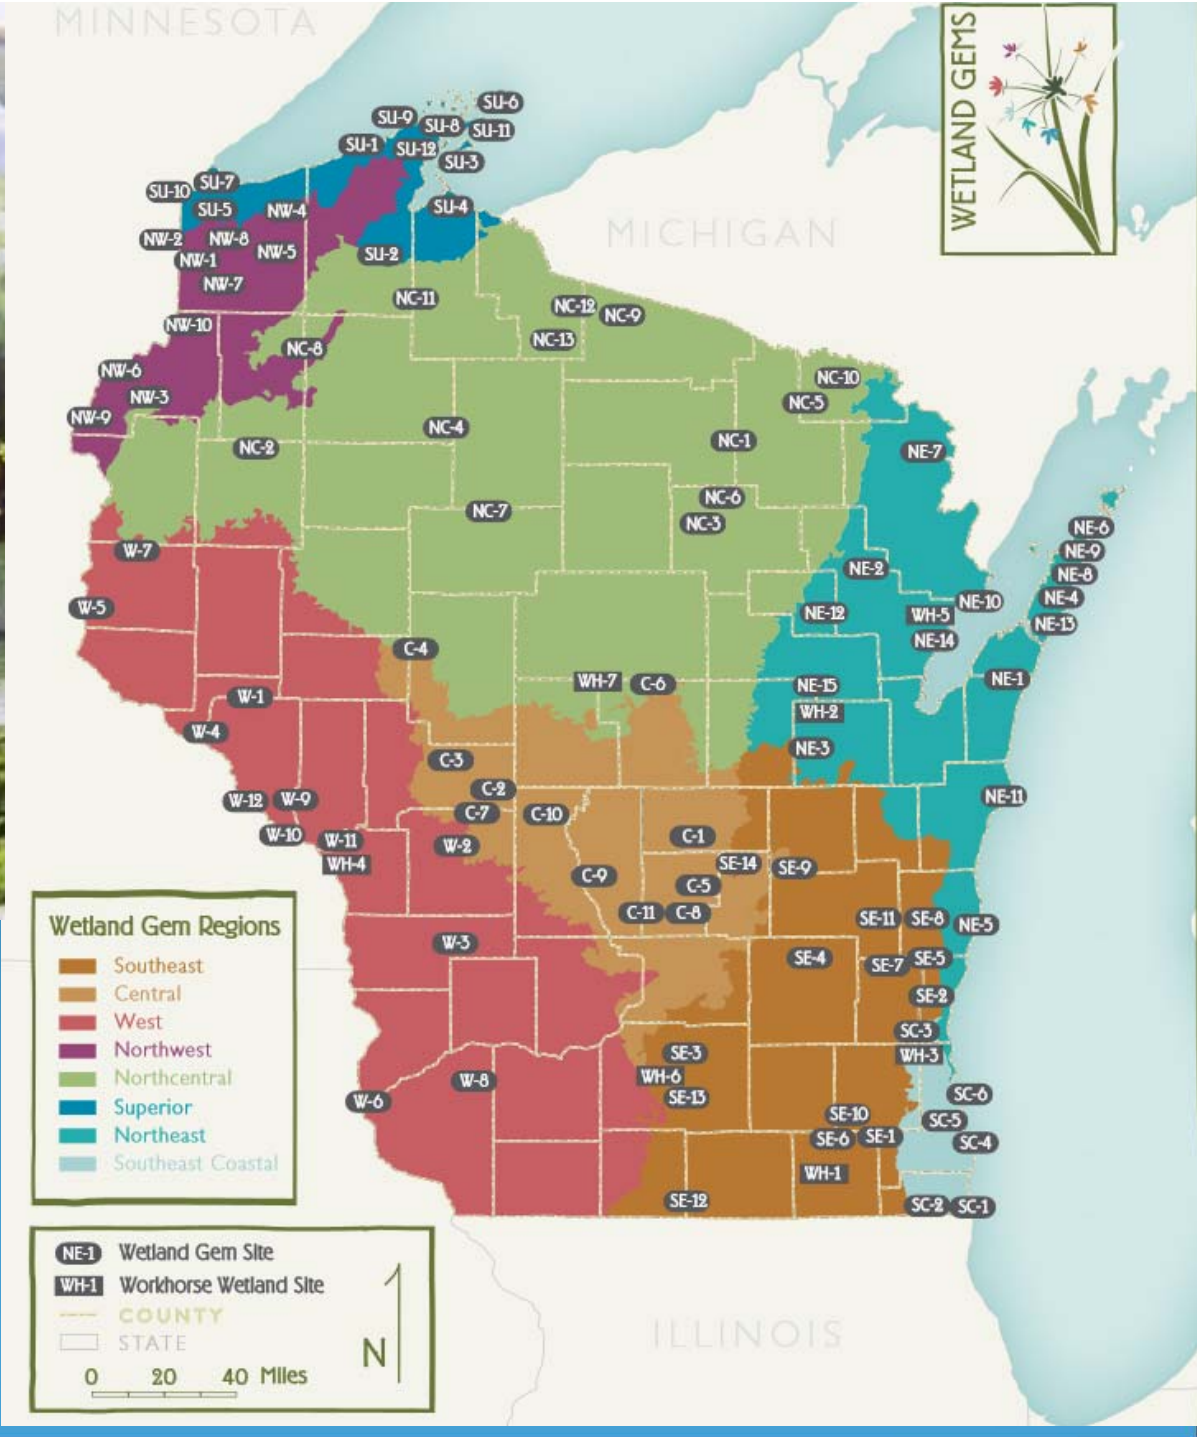 MINNESOTA
WETLAND GEMS
SU-6
SU-9
SU-8
SU-11
SU-1
SU-12
SU-3
SU-7
SU-10
SU-5
NW-4
SU-4
MICHIGAN
NW-2
NW-8
NW-5
SU-2
NW-1
NW-7
NC-11
NC-12
NC-9
NW-10
NC-13
NC-8
NW-6
NC-10
NW-3
NC-5
NW-9
NC-4
NC-1
NC-2
NE-7
NC-6
NC-7
NC-3
NE-6
W-7
NE-9
NE-2
NE-8
NE-4
NE-10
W-5
NE-12
WH-5
NE-13
NE-14
C-4
NE-1
WH-7
C-6
NE-15
W-1
WH-2
W-4
NE-3
C-3
C-2
NE-11
W-12
W-9
C-7
C-10
W-10
W-11
C-1
W-2
WH-4
SE-14
SE-9
C-9
C-5
C-11
C-8
SE-11
SE-8
NE-5
W-3
SE-4
SE-7
SE-5
SE-2
SC-3
SE-3
WH-3
WH-6
W-8
SE-13
SC-6
W-6
SE-10
SC-5
SE-6
SE-1
SC-4
WH-1
SE-12
SC-2
SC-1
Wetland Gem Regions
Southeast
Central
West
Northwest
Northcentral
Superior
Northeast
Southeast Coastal
NE-1 Wetland Gem Site
WH-1 Workhorse Wetland Site
COUNTY
STATE
N
0 20 40 Miles
ILLINOIS